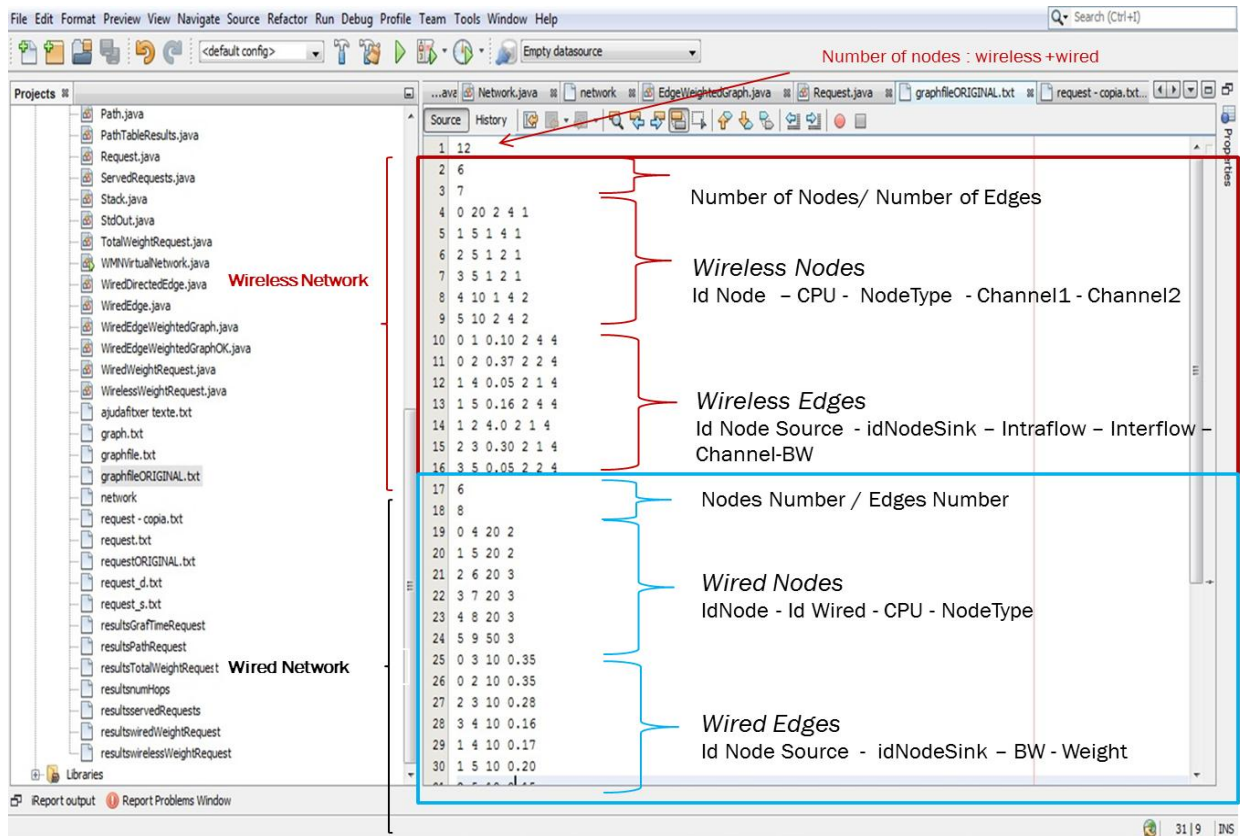 File Edit Format Preview View Navigate Source Refactor Run Debug Profile Team Tools Window Help
Search (Ctrl+I)
<default config>
Empty datasource
Number of nodes : wireless +wired
Projects
...ava
Network.java
network
EdgeWeightedGraph.java
Request.java
graphfileORIGINAL.txt
request - copia.txt...
Source
History
Properties
Path.java
PathTableResults.java
Request.java
ServedRequests.java
Stack.java
StdOut.java
TotalWeightRequest.java
WMNVirtualNetwork.java
WiredDirectedEdge.java
WiredEdge.java
WiredEdgeWeightedGraph.java
WiredEdgeWeightedGraphOK.java
WiredWeightRequest.java
WirelessWeightRequest.java
ajudafitxer texte.txt
graph.txt
graphfile.txt
graphfileORIGINAL.txt
network
request - copia.txt
request.txt
requestORIGINAL.txt
request_d.txt
request_s.txt
resultsGrafTimeRequest
resultsPathRequest
resultsTotalWeightRequest
resultsnumHops
resultsservedRequests
resultswiredWeightRequest
resultswirelessWeightRequest
Libraries
Wireless Network
Wired Network
1 12
2 6
3 7
4 0 20 2 4 1
5 1 5 1 4 1
6 2 5 1 2 1
7 3 5 1 2 1
8 4 10 1 4 2
9 5 10 2 4 2
10 0 1 0.10 2 4 4
11 0 2 0.37 2 2 4
12 1 4 0.05 2 1 4
13 1 5 0.16 2 4 4
14 1 2 4.0 2 1 4
15 2 3 0.30 2 1 4
16 3 5 0.05 2 2 4
17 6
18 8
19 0 4 20 2
20 1 5 20 2
21 2 6 20 3
22 3 7 20 3
23 4 8 20 3
24 5 9 50 3
25 0 3 10 0.35
26 0 2 10 0.35
27 2 3 10 0.28
28 3 4 10 0.16
29 1 4 10 0.17
30 1 5 10 0.20
Number of Nodes/ Number of Edges
Wireless Nodes
Id Node – CPU - NodeType - Channel1 - Channel2
Wireless Edges
Id Node Source - idNodeSink – Intraflow – Interflow –
Channel-BW
Nodes Number / Edges Number
Wired Nodes
IdNode - Id Wired - CPU - NodeType
Wired Edges
Id Node Source - idNodeSink – BW - Weight
iReport output
Report Problems Window
31|9
INS